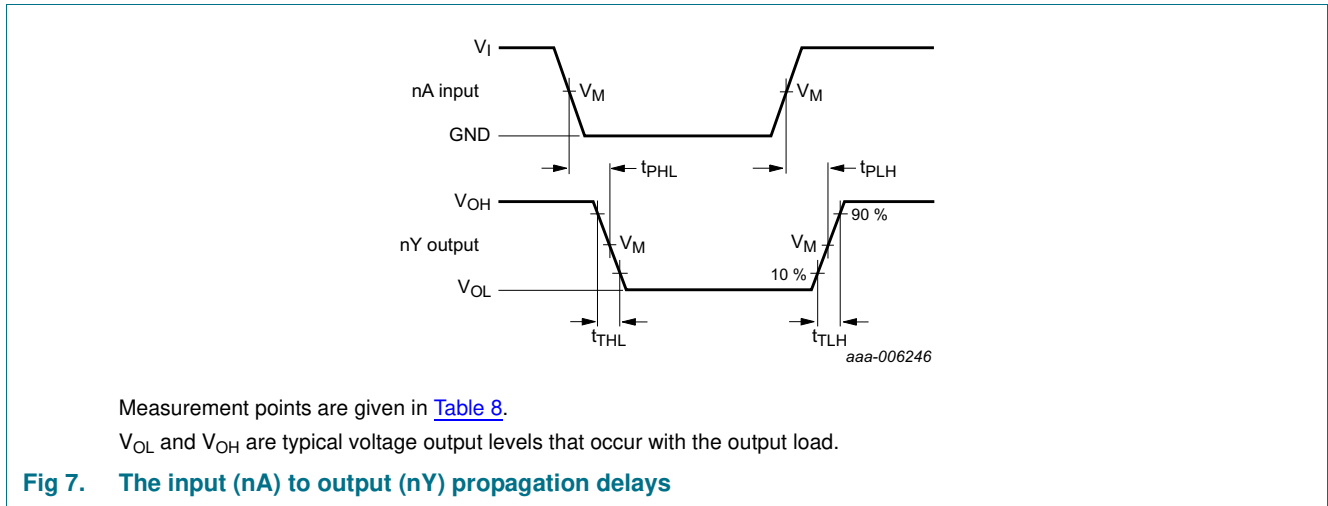 VI
nA input
VM
VM
GND
tPHL
tPLH
VOH
90 %
nY output
VM
VM
10 %
VOL
tTHL
tTLH
aaa-006246
Measurement points are given in Table 8.
VOL and VOH are typical voltage output levels that occur with the output load.
Fig 7. The input (nA) to output (nY) propagation delays